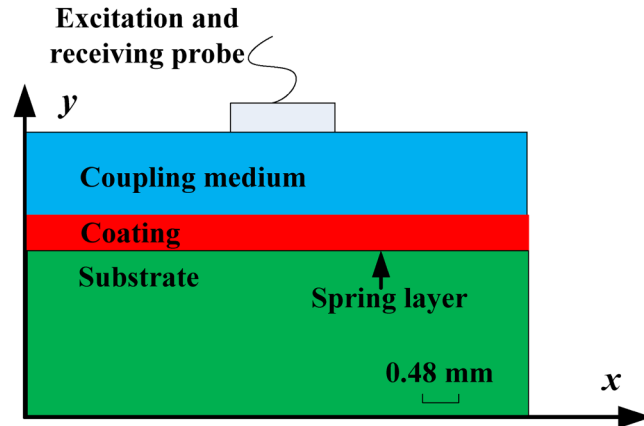 Excitation and
receiving probe
y
Coupling medium
Coating
Substrate
Spring layer
0.48 mm
x